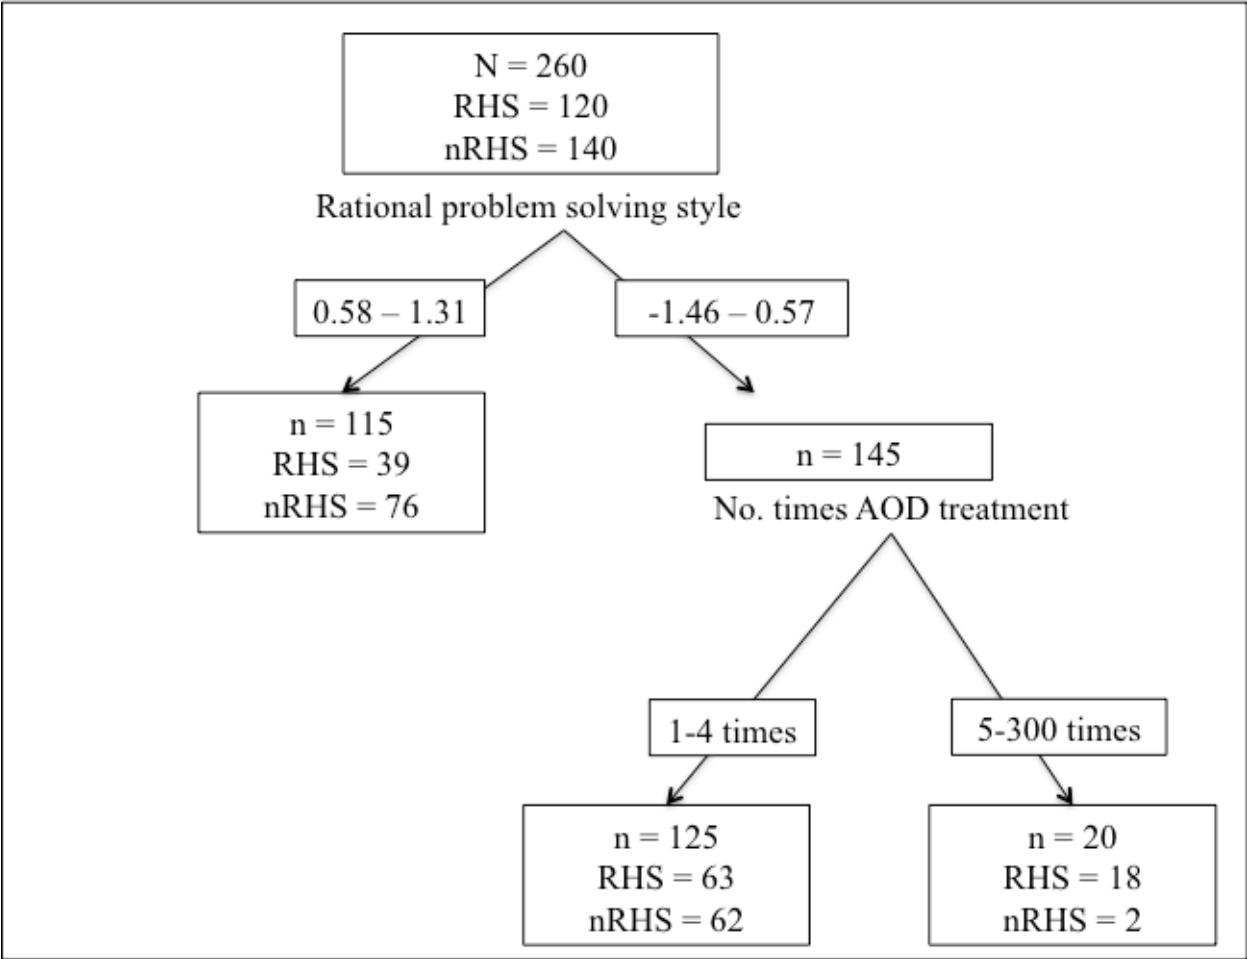 N = 260
RHS = 120
nRHS = 140
Rational problem solving style
0.58 – 1.31
-1.46 – 0.57
n = 115
RHS = 39
nRHS = 76
n = 145
No. times AOD treatment
1-4 times
5-300 times
n = 125
RHS = 63
nRHS = 62
n = 20
RHS = 18
nRHS = 2